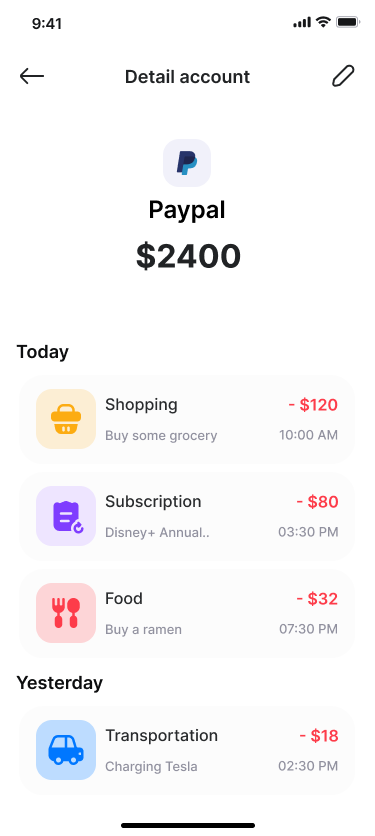 9:41
Detail account
Paypal
$2400
Today
Shopping - $120
Buy some grocery 10:00 AM
Subscription - $80
Disney+ Annual.. 03:30 PM
Food - $32
Buy a ramen 07:30 PM
Yesterday
Transportation - $18
Charging Tesla 02:30 PM